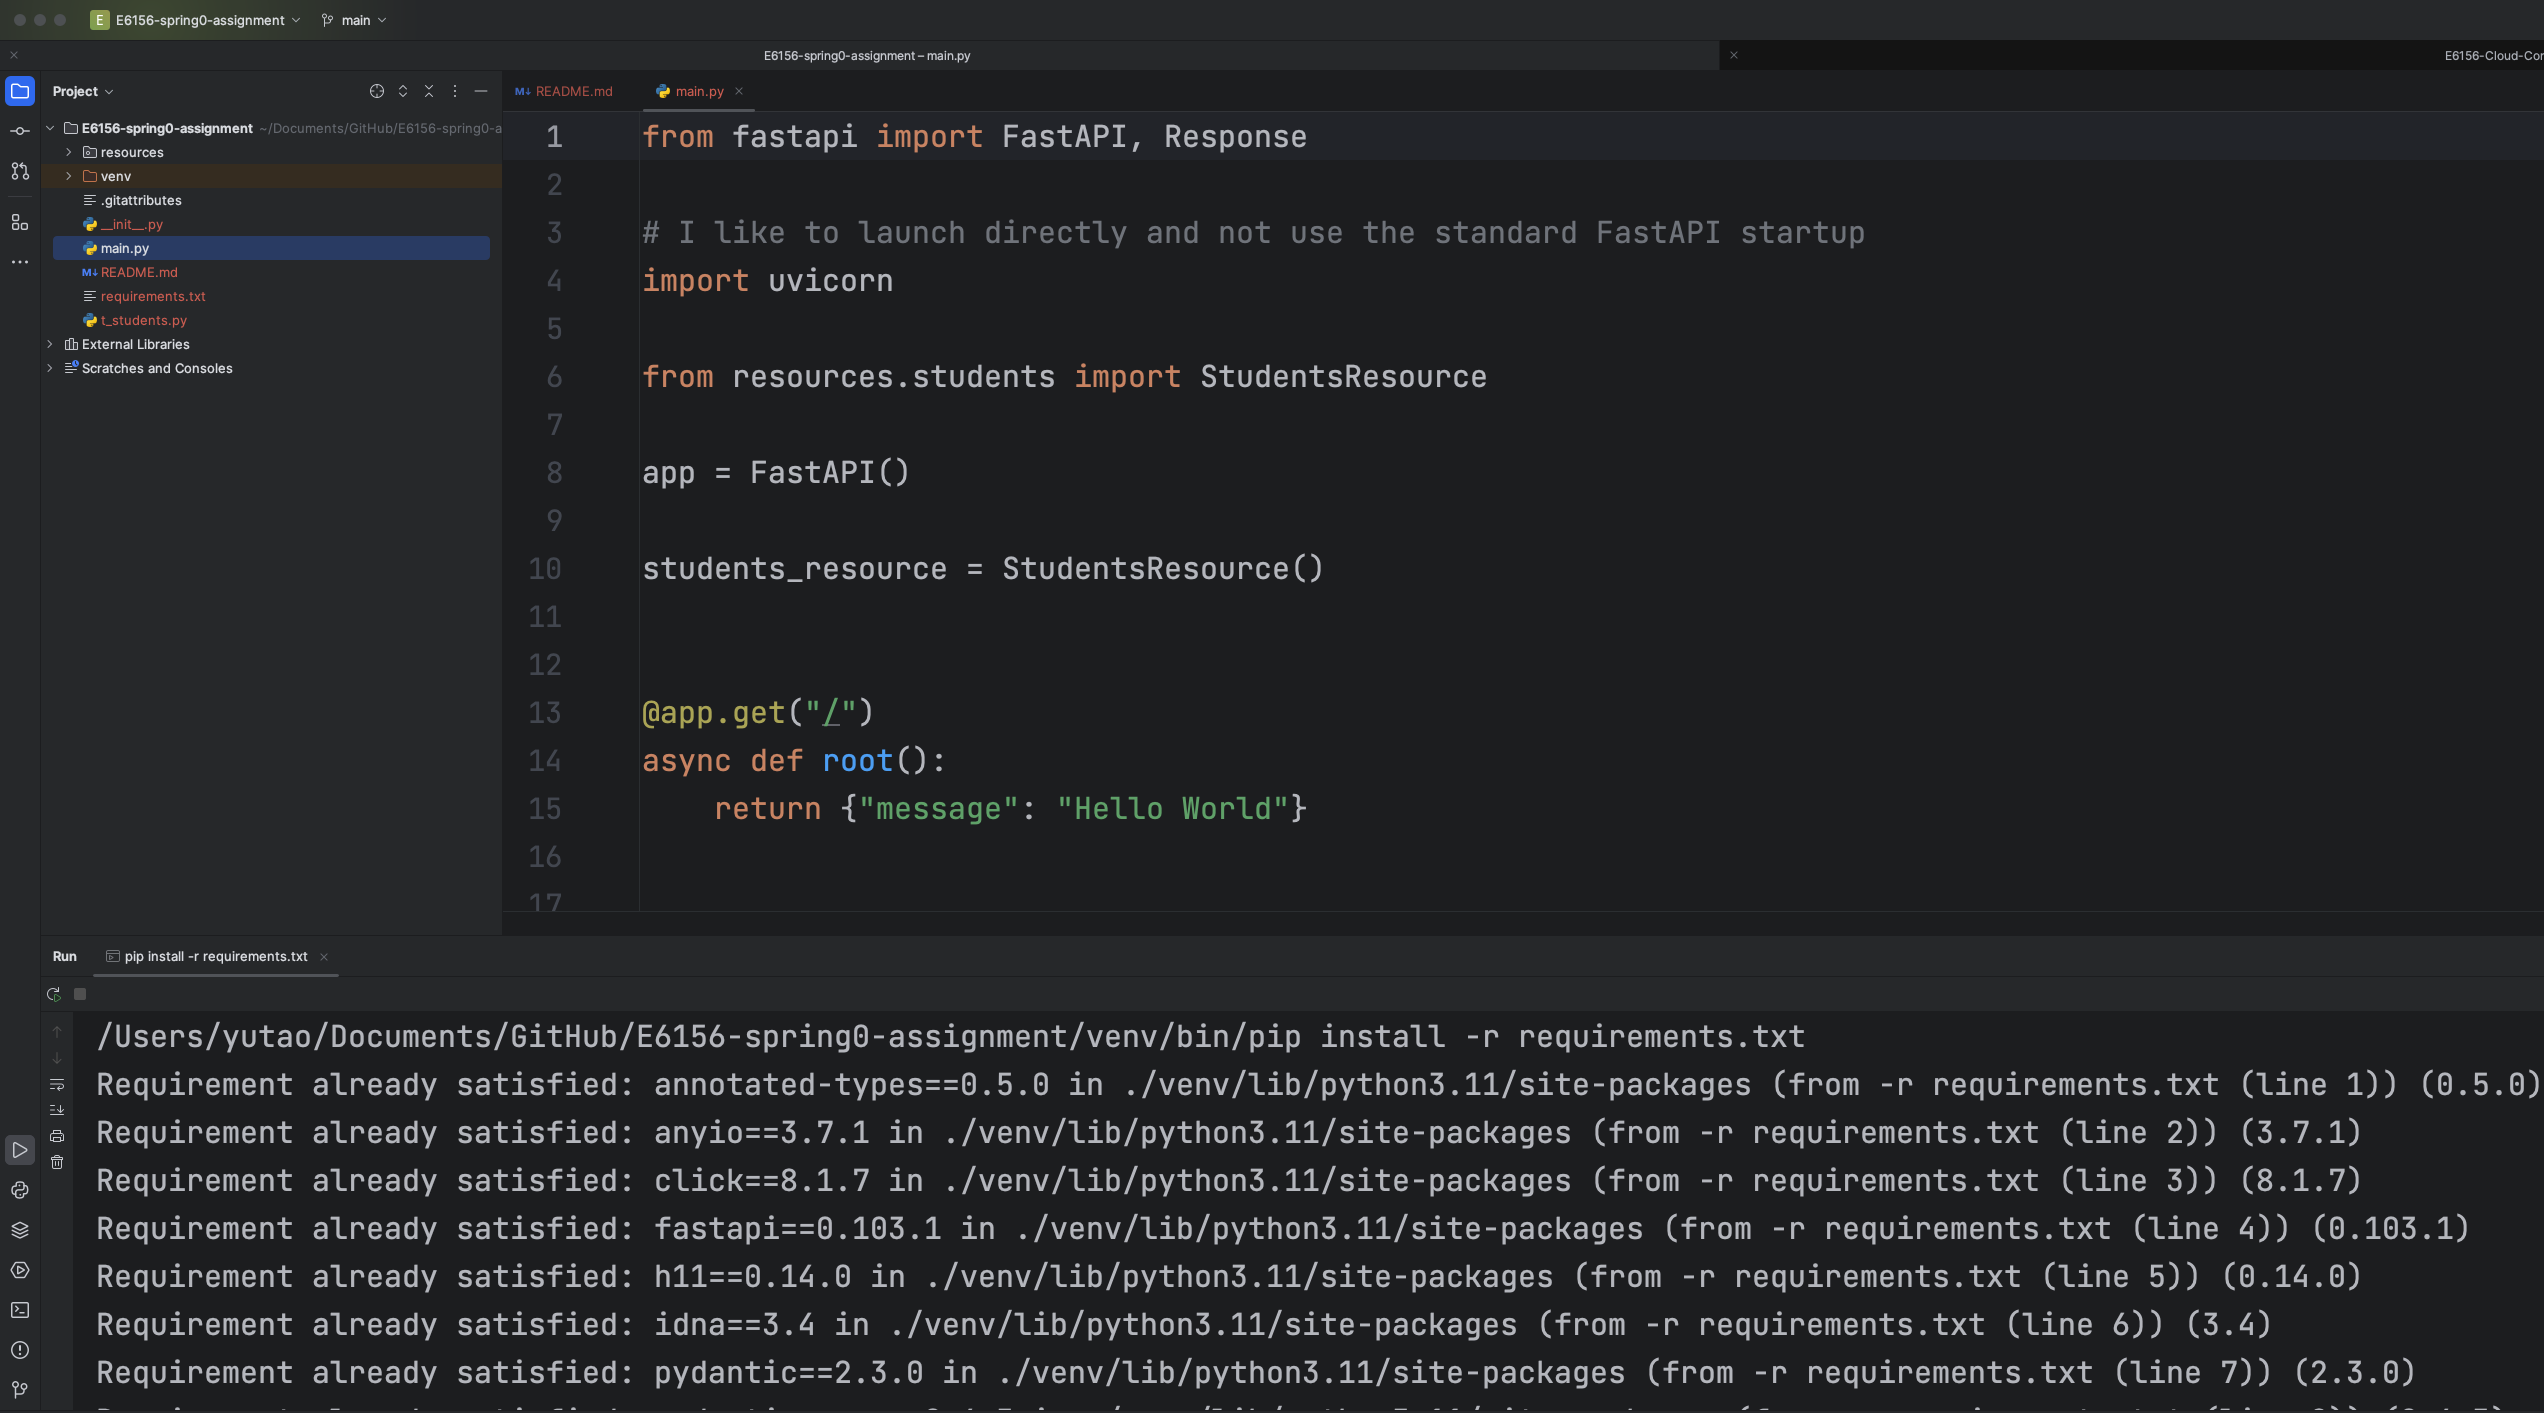 E E6156-spring0-assignment main
E6156-spring0-assignment – main.py
E6156-Cloud-Con
Project
E6156-spring0-assignment ~/Documents/GitHub/E6156-spring0-a
resources
venv
.gitattributes
__init__.py
main.py
README.md
requirements.txt
t_students.py
External Libraries
Scratches and Consoles
README.md main.py
1 from fastapi import FastAPI, Response
2
3 # I like to launch directly and not use the standard FastAPI startup
4 import uvicorn
5
6 from resources.students import StudentsResource
7
8 app = FastAPI()
9
10 students_resource = StudentsResource()
11
12
13 @app.get("/")
14 async def root():
15 return {"message": "Hello World"}
16
17
Run pip install -r requirements.txt
/Users/yutao/Documents/GitHub/E6156-spring0-assignment/venv/bin/pip install -r requirements.txt
Requirement already satisfied: annotated-types==0.5.0 in ./venv/lib/python3.11/site-packages (from -r requirements.txt (line 1)) (0.5.0)
Requirement already satisfied: anyio==3.7.1 in ./venv/lib/python3.11/site-packages (from -r requirements.txt (line 2)) (3.7.1)
Requirement already satisfied: click==8.1.7 in ./venv/lib/python3.11/site-packages (from -r requirements.txt (line 3)) (8.1.7)
Requirement already satisfied: fastapi==0.103.1 in ./venv/lib/python3.11/site-packages (from -r requirements.txt (line 4)) (0.103.1)
Requirement already satisfied: h11==0.14.0 in ./venv/lib/python3.11/site-packages (from -r requirements.txt (line 5)) (0.14.0)
Requirement already satisfied: idna==3.4 in ./venv/lib/python3.11/site-packages (from -r requirements.txt (line 6)) (3.4)
Requirement already satisfied: pydantic==2.3.0 in ./venv/lib/python3.11/site-packages (from -r requirements.txt (line 7)) (2.3.0)